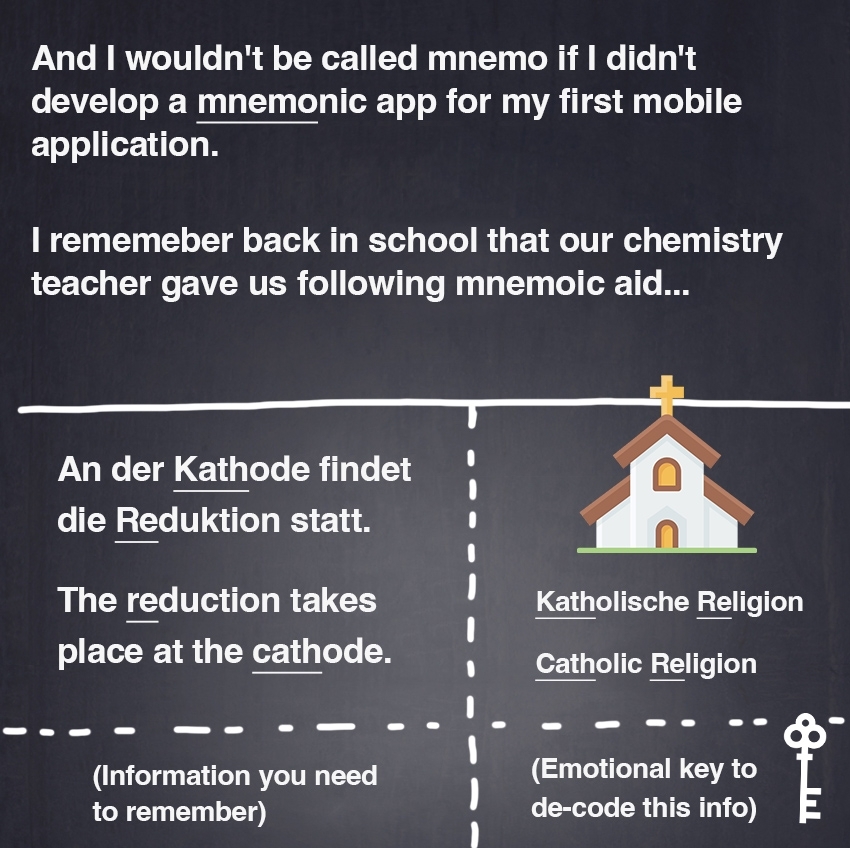 And I wouldn't be called mnemo if I didn't
develop a mnemonic app for my first mobile
application.
I rememeber back in school that our chemistry
teacher gave us following mnemoic aid...
An der Kathode findet
die Reduktion statt.
The reduction takes
place at the cathode.
Katholische Religion
Catholic Religion
(Information you need
to remember)
(Emotional key to
de-code this info)